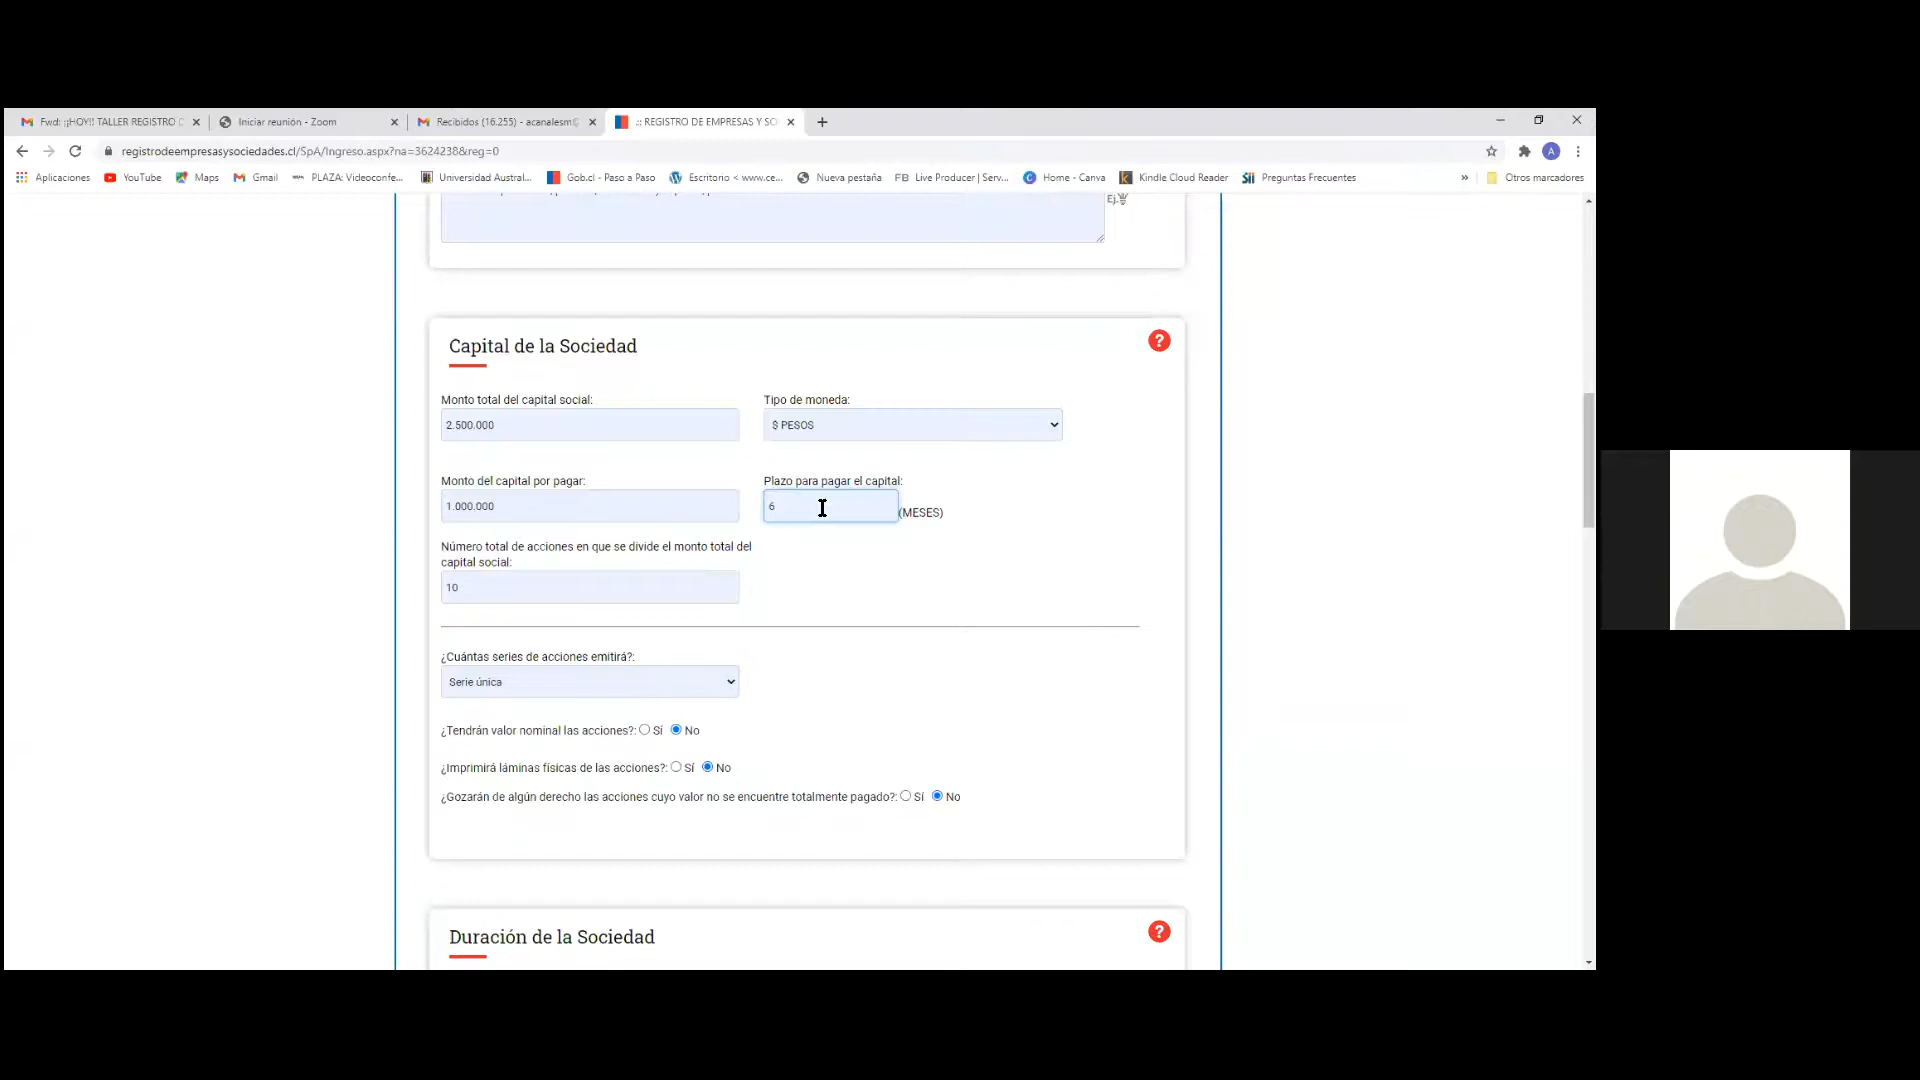 Fwd: ¡¡HOY!! TALLER REGISTRO
Iniciar reunión - Zoom
Recibidos (16.255) - acanalesm
.:: REGISTRO DE EMPRESAS Y SO
registrodeempresasysociedades.cl/SpA/Ingreso.aspx?na=3624238&reg=0
A
Aplicaciones
YouTube
Maps
Gmail
PLAZA: Videoconfe...
Universidad Austral...
Gob.cl - Paso a Paso
Escritorio < www.ce...
Nueva pestaña
FB Live Producer | Serv...
Home - Canva
Kindle Cloud Reader
Sii Preguntas Frecuentes
»
Otros marcadores
Ej.
Capital de la Sociedad
?
Monto total del capital social:
Tipo de moneda:
2.500.000
$ PESOS
Monto del capital por pagar:
Plazo para pagar el capital:
1.000.000
6
(MESES)
Número total de acciones en que se divide el monto total del
capital social:
10
¿Cuántas series de acciones emitirá?:
Serie única
¿Tendrán valor nominal las acciones?: Sí No
¿Imprimirá láminas físicas de las acciones?: Sí No
¿Gozarán de algún derecho las acciones cuyo valor no se encuentre totalmente pagado?: Sí No
Duración de la Sociedad
?